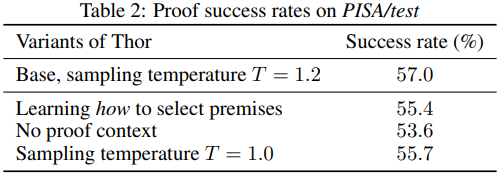 Table 2: Proof success rates on PISA/test
Variants of Thor Success rate (%)
Base, sampling temperature T = 1.2 57.0
Learning how to select premises 55.4
No proof context 53.6
Sampling temperature T = 1.0 55.7